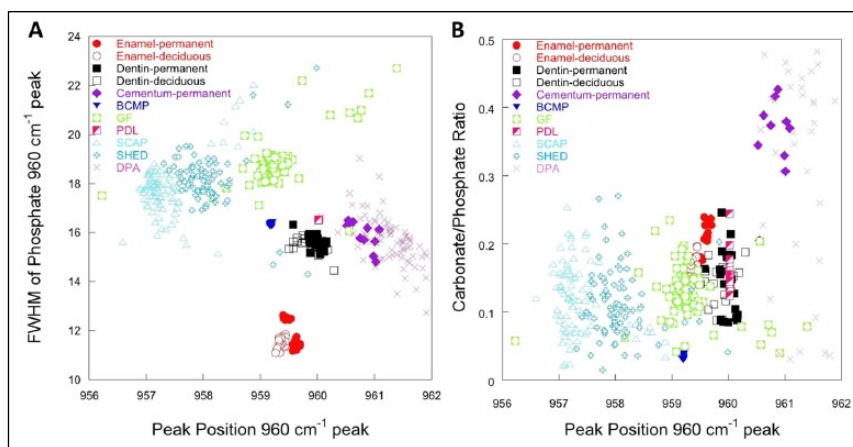 A
24
22
20
18
16
14
12
10
FWHM of Phosphate 960 cm⁻¹ peak
Enamel-permanent
Enamel-deciduous
Dentin-permanent
Dentin-deciduous
Cementum-permanent
BCMP
GF
PDL
SCAP
SHED
DPA
956 957 958 959 960 961 962
Peak Position 960 cm⁻¹ peak
B
0.5
0.4
0.3
0.2
0.1
0
Carbonate/Phosphate Ratio
Enamel-permanent
Enamel-deciduous
Dentin-permanent
Dentin-deciduous
Cementum-permanent
BCMP
GF
PDL
SCAP
SHED
DPA
956 957 958 959 960 961 962
Peak Position 960 cm⁻¹ peak